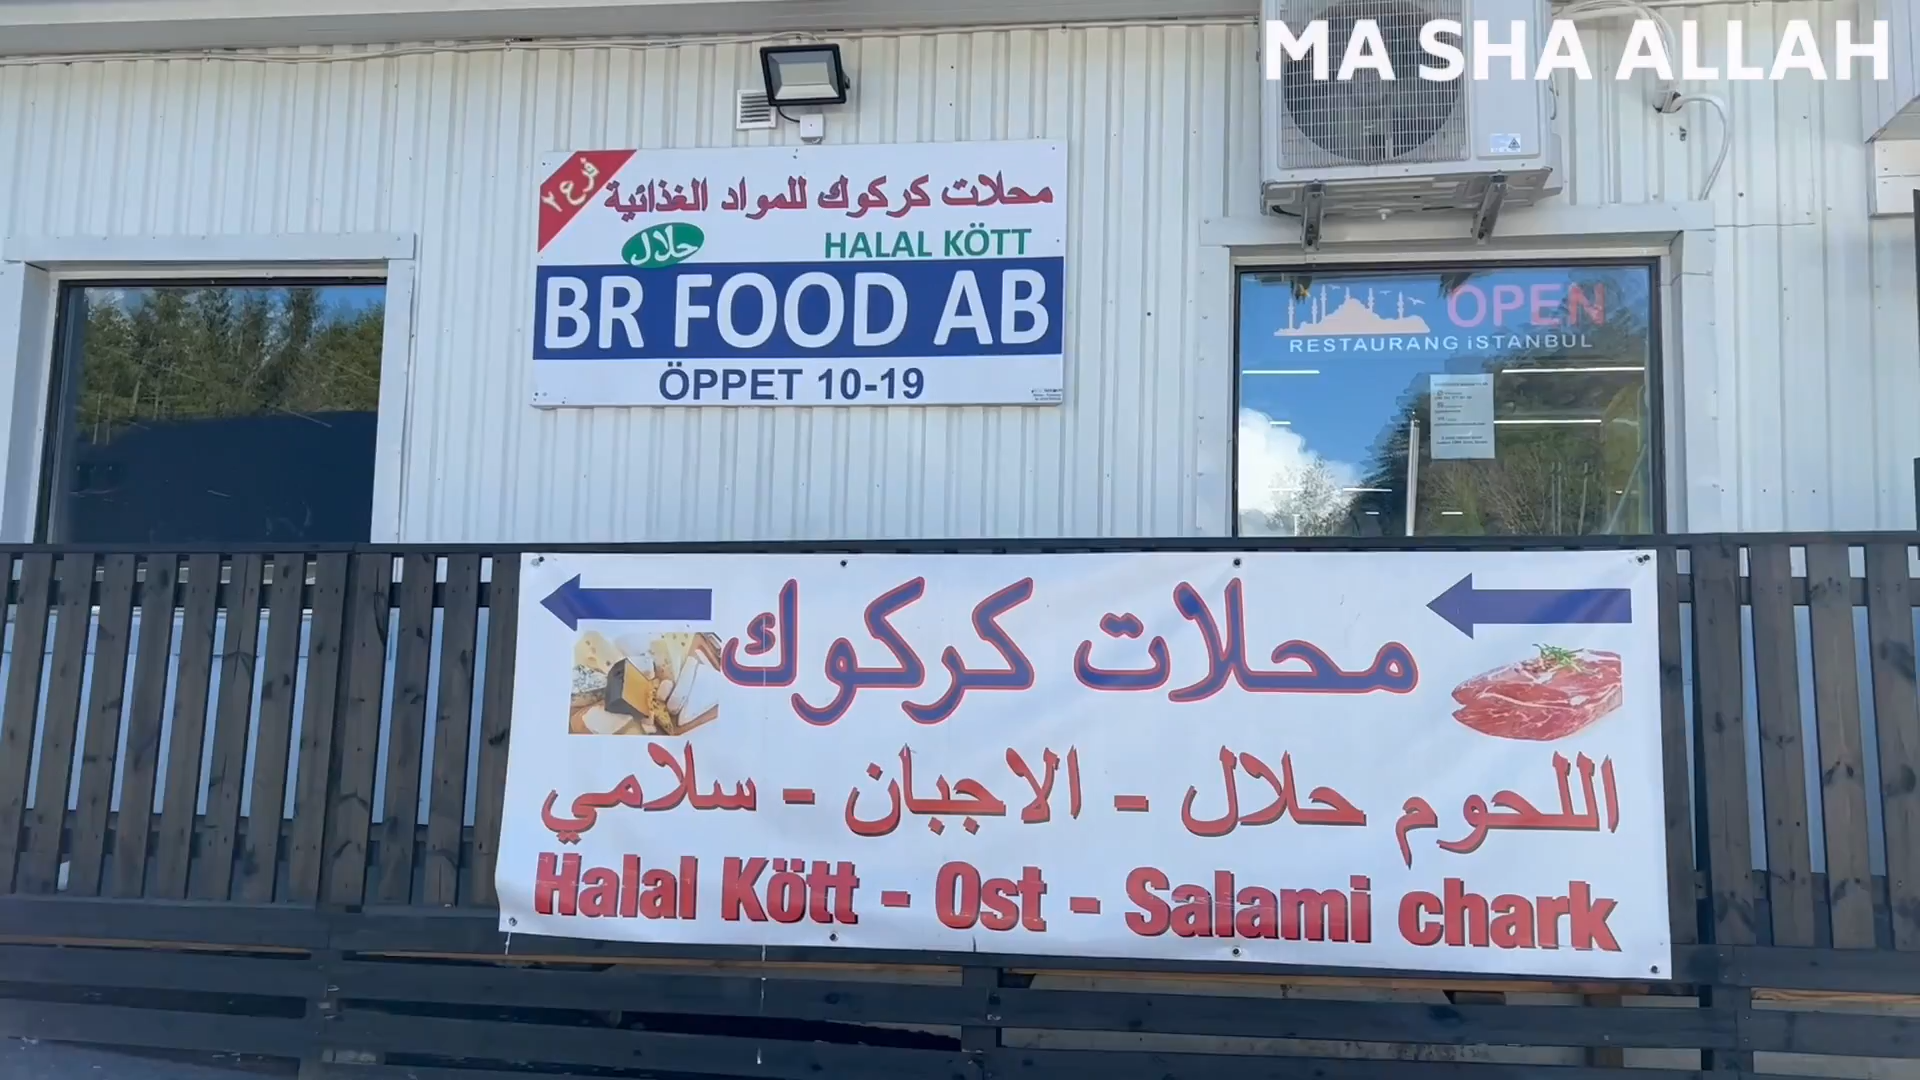 MA SHA ALLAH
فرع ٢
محلات كركوك للمواد الغذائية
حلال
HALAL KÖTT
BR FOOD AB
ÖPPET 10-19
OPEN
RESTAURANG iSTANBUL
محلات كركوك
اللحوم حلال - الاجبان - سلامي
Halal Kött - Ost - Salami chark